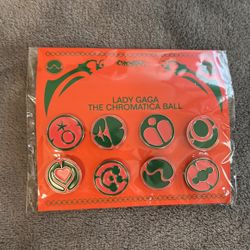 LADY GAGA
THE CHROMATICA BALL